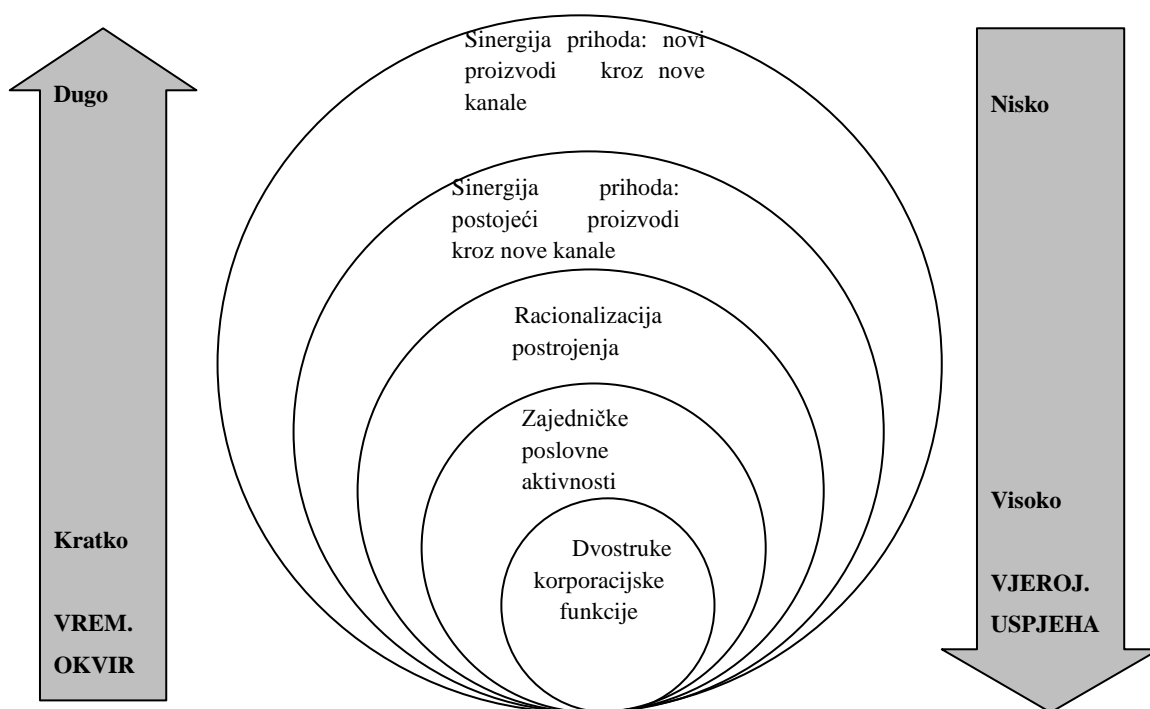 Dugo
Kratko
VREM.
OKVIR
Sinergija prihoda: novi
proizvodi kroz nove
kanale
Sinergija prihoda:
postojeći proizvodi
kroz nove kanale
Racionalizacija
postrojenja
Zajedničke
poslovne
aktivnosti
Dvostruke
korporacijske
funkcije
Nisko
Visoko
VJEROJ.
USPJEHA